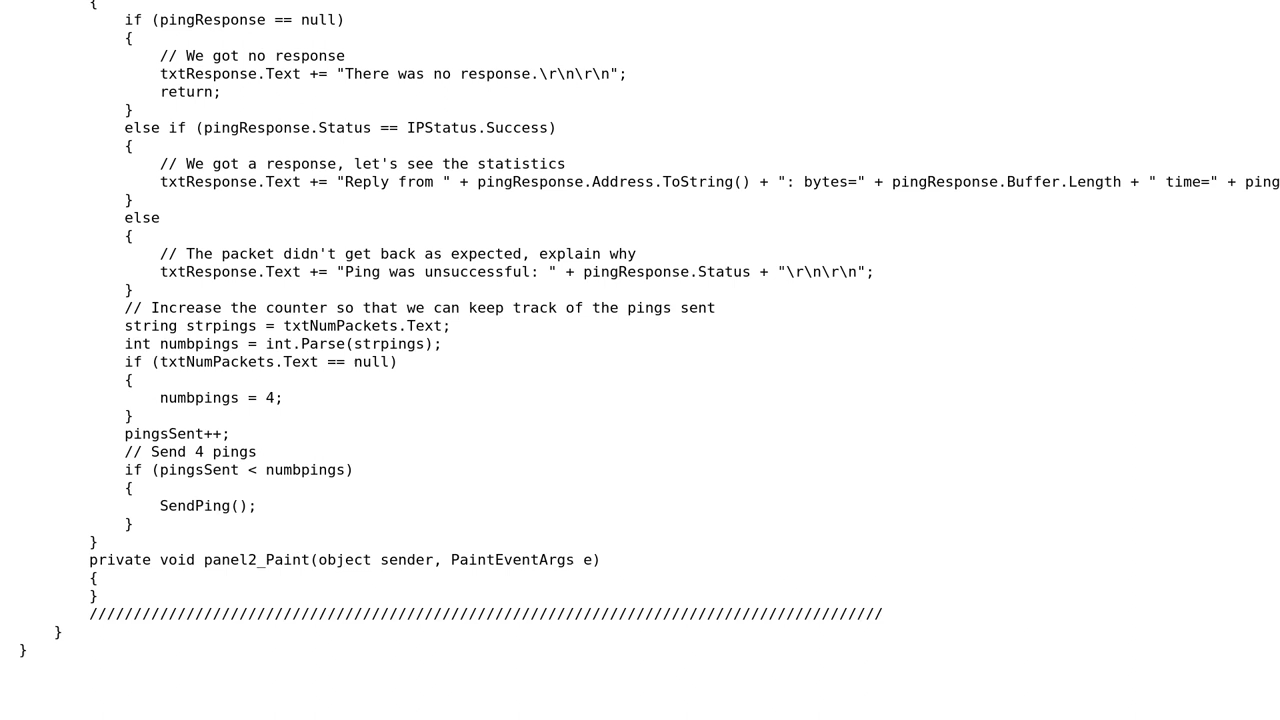 {
if (pingResponse == null)
{
// We got no response
txtResponse.Text += "There was no response.\r\n\r\n";
return;
}
else if (pingResponse.Status == IPStatus.Success)
{
// We got a response, let's see the statistics
txtResponse.Text += "Reply from " + pingResponse.Address.ToString() + ": bytes=" + pingResponse.Buffer.Length + " time=" + ping
}
else
{
// The packet didn't get back as expected, explain why
txtResponse.Text += "Ping was unsuccessful: " + pingResponse.Status + "\r\n\r\n";
}
// Increase the counter so that we can keep track of the pings sent
string strpings = txtNumPackets.Text;
int numbpings = int.Parse(strpings);
if (txtNumPackets.Text == null)
{
numbpings = 4;
}
pingsSent++;
// Send 4 pings
if (pingsSent < numbpings)
{
SendPing();
}
}
private void panel2_Paint(object sender, PaintEventArgs e)
{
}
//////////////////////////////////////////////////////////////////////////////////////////
}
}